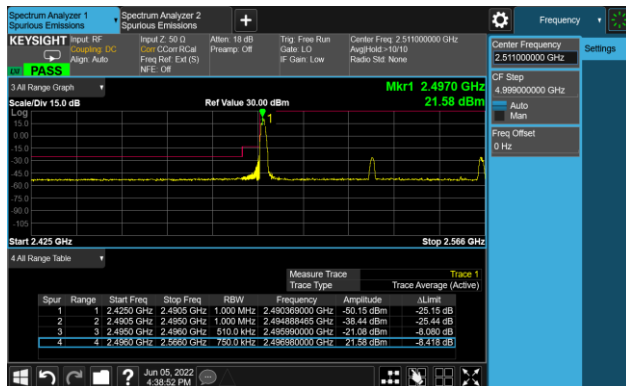 Spectrum Analyzer 1
Spurious Emissions
Spectrum Analyzer 2
Spurious Emissions
+
Frequency
KEYSIGHT
Input: RF
Coupling: DC
Align: Auto
Input Z: 50 Ω
Corr CCorr RCal
Freq Ref: Ext (S)
NFE: Off
Atten: 18 dB
Preamp: Off
Trig: Free Run
Gate: LO
IF Gain: Low
Center Freq: 2.511000000 GHz
Avg|Hold:>10/10
Radio Std: None
PASS
Center Frequency
2.511000000 GHz
Settings
CF Step
4.999000000 GHz
Auto
Man
Freq Offset
0 Hz
3 All Range Graph
Mkr1 2.4970 GHz
21.58 dBm
Scale/Div 15.0 dB
Ref Value 30.00 dBm
Log
15.0
0.00
-15.0
-30.0
-45.0
-60.0
-75.0
-90.0
-105
1
Start 2.425 GHz
Stop 2.566 GHz
4 All Range Table
Measure Trace Trace 1
Trace Type Trace Average (Active)
Spur Range Start Freq Stop Freq RBW Frequency Amplitude ΔLimit
1 1 2.4250 GHz 2.4905 GHz 1.000 MHz 2.490369000 GHz -50.15 dBm -25.15 dB
2 2 2.4905 GHz 2.4950 GHz 1.000 MHz 2.494888465 GHz -38.44 dBm -25.44 dB
3 3 2.4950 GHz 2.4960 GHz 510.0 kHz 2.495990000 GHz -21.08 dBm -8.080 dB
4 4 2.4960 GHz 2.5660 GHz 750.0 kHz 2.496980000 GHz 21.58 dBm -8.418 dB
?
Jun 05, 2022
4:38:52 PM